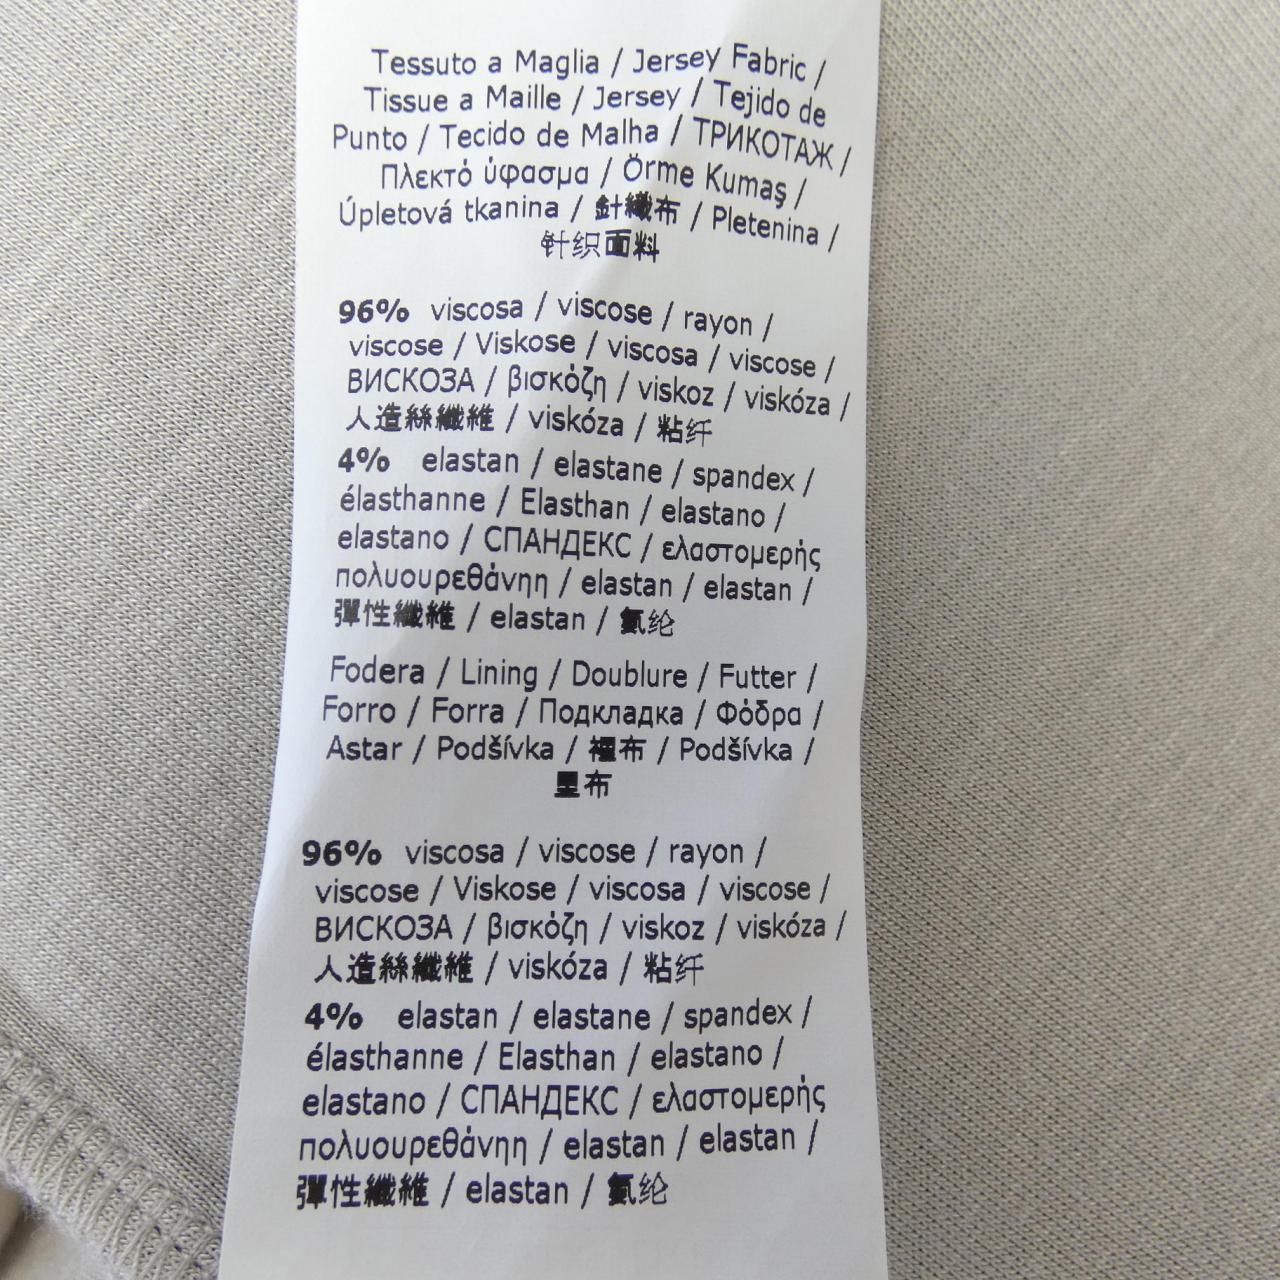 Tessuto a Maglia / Jersey Fabric /
Tissue a Maille / Jersey / Tejido de
Punto / Tecido de Malha / ТРИКОТАЖ /
Πλεκτό ύφασμα / Örme Kumaş /
Úpletová tkanina / 針織布 / Pletenina /
针织面料
96% viscosa / viscose / rayon /
viscose / Viskose / viscosa / viscose /
ВИСКОЗА / βισκόζη / viskoz / viskóza /
人造絲纖維 / viskóza / 粘纤
4% elastan / elastane / spandex /
élasthanne / Elasthan / elastano /
elastano / СПАНДЕКС / ελαστομερής
πολυουρεθάνηη / elastan / elastan /
彈性纖維 / elastan / 氨纶
Fodera / Lining / Doublure / Futter /
Forro / Forra / Подкладка / Φόδρα /
Astar / Podšívka / 裡布 / Podšívka /
里布
96% viscosa / viscose / rayon /
viscose / Viskose / viscosa / viscose /
ВИСКОЗА / βισκόζη / viskoz / viskóza /
人造絲纖維 / viskóza / 粘纤
4% elastan / elastane / spandex /
élasthanne / Elasthan / elastano /
elastano / СПАНДЕКС / ελαστομερής
πολυουρεθάνηη / elastan / elastan /
彈性纖維 / elastan / 氨纶